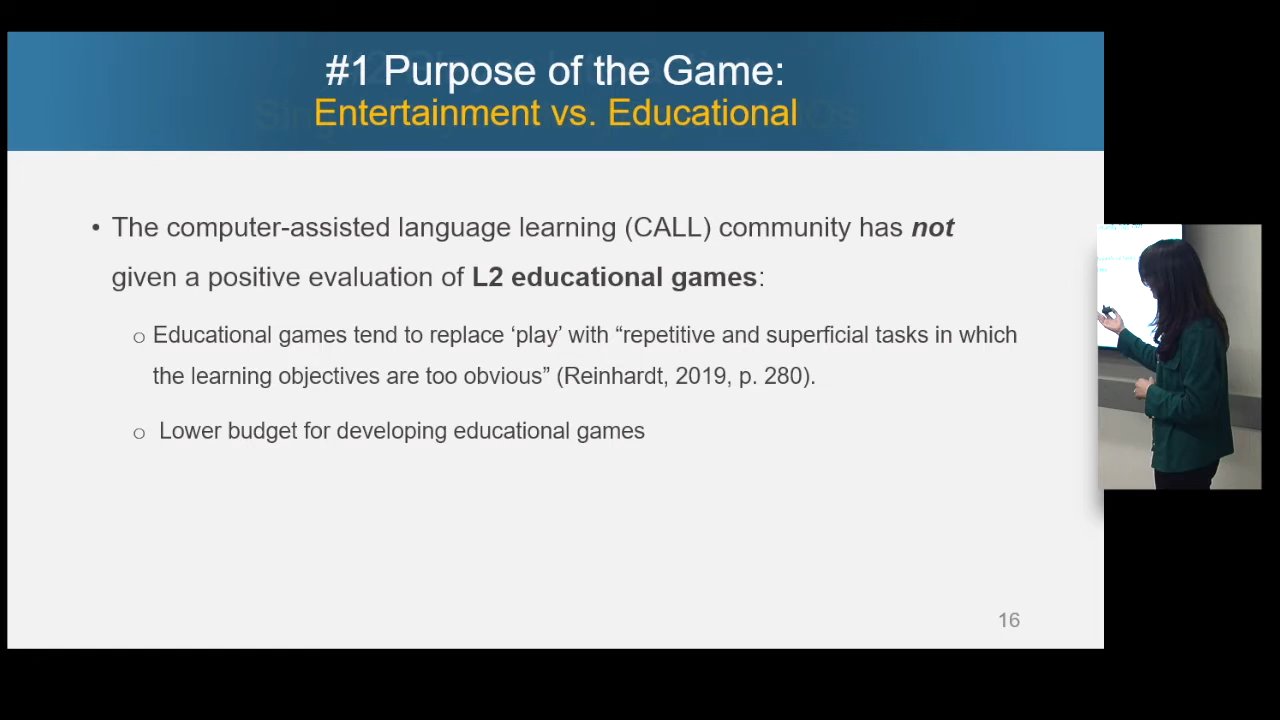 #1 Purpose of the Game:
Entertainment vs. Educational
• The computer-assisted language learning (CALL) community has not
given a positive evaluation of L2 educational games:
o Educational games tend to replace ‘play’ with “repetitive and superficial tasks in which
the learning objectives are too obvious” (Reinhardt, 2019, p. 280).
o Lower budget for developing educational games
16